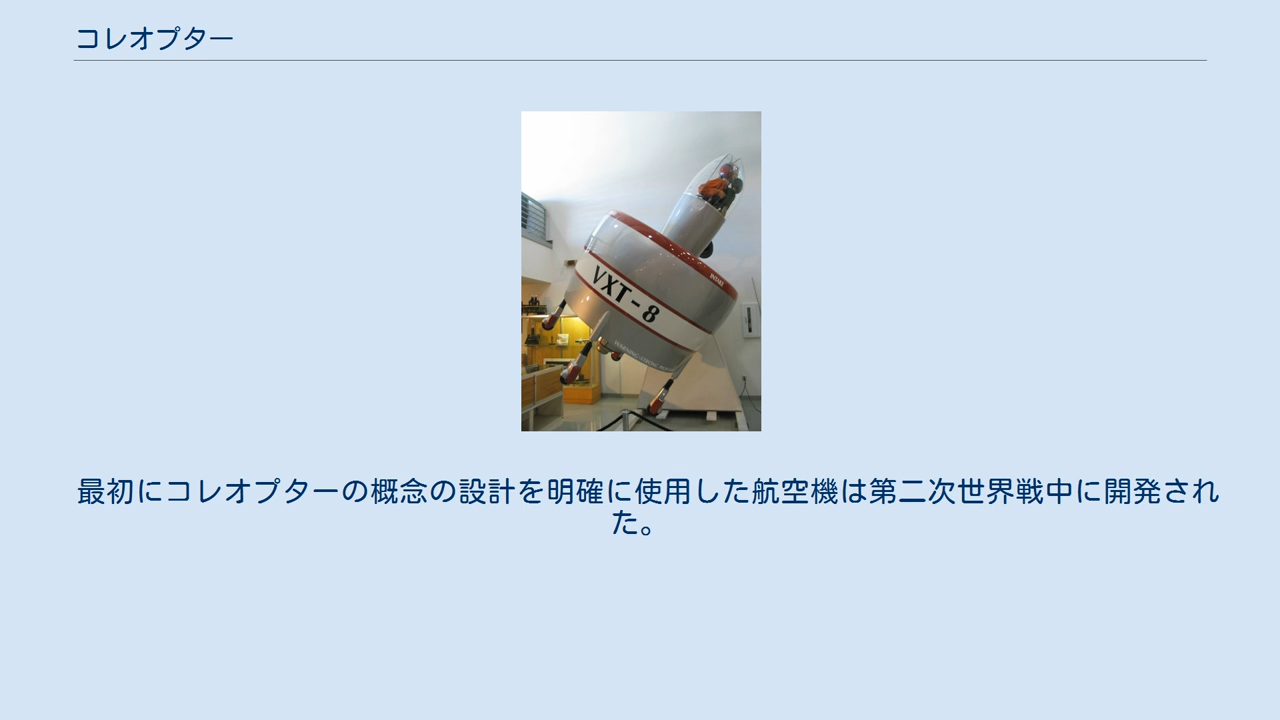 コレオプター
INTAKE
VXT-8
最初にコレオプターの概念の設計を明確に使用した航空機は第二次世界戦中に開発され
た。